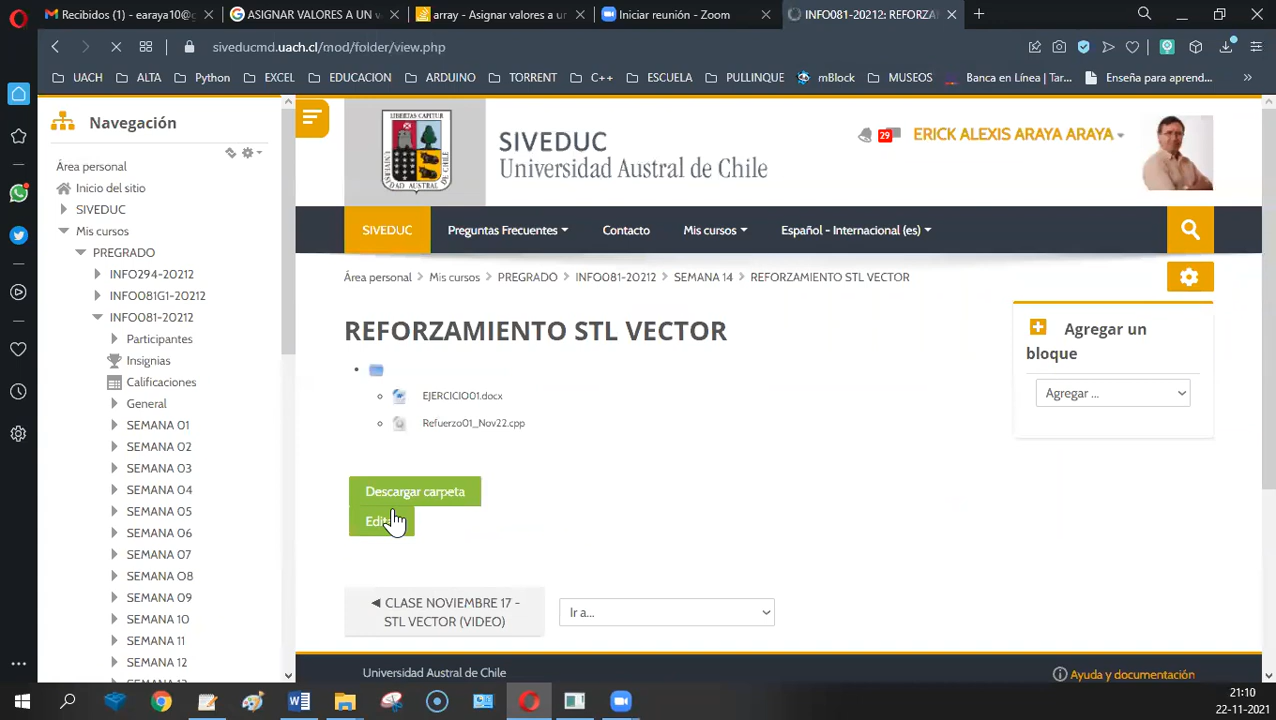 Recibidos (1) - earaya10@g
ASIGNAR VALORES A UN v
array - Asignar valores a un
Iniciar reunión - Zoom
INFO081-20212: REFORZA
siveducmd.uach.cl/mod/folder/view.php
UACH
ALTA
Python
EXCEL
EDUCACION
ARDUINO
TORRENT
C++
ESCUELA
PULLINQUE
mBlock
MUSEOS
Banca en Línea | Tar...
Enseña para aprend...
»
Navegación
Área personal
Inicio del sitio
SIVEDUC
Mis cursos
PREGRADO
INFO294-20212
INFO081G1-20212
INFO081-20212
Participantes
Insignias
Calificaciones
General
SEMANA 01
SEMANA 02
SEMANA 03
SEMANA 04
SEMANA 05
SEMANA 06
SEMANA 07
SEMANA 08
SEMANA 09
SEMANA 10
SEMANA 11
SEMANA 12
LIBERTAS CAPITUR
SIVEDUC
Universidad Austral de Chile
29
ERICK ALEXIS ARAYA ARAYA
SIVEDUC
Preguntas Frecuentes
Contacto
Mis cursos
Español - Internacional (es)
Área personal > Mis cursos > PREGRADO > INFO081-20212 > SEMANA 14 > REFORZAMIENTO STL VECTOR
REFORZAMIENTO STL VECTOR
EJERCICIO01.docx
Refuerzo01_Nov22.cpp
Descargar carpeta
◄ CLASE NOVIEMBRE 17 -
STL VECTOR (VIDEO)
Ir a...
Agregar un
bloque
Agregar ...
Universidad Austral de Chile
Ayuda y documentación
21:10
22-11-2021